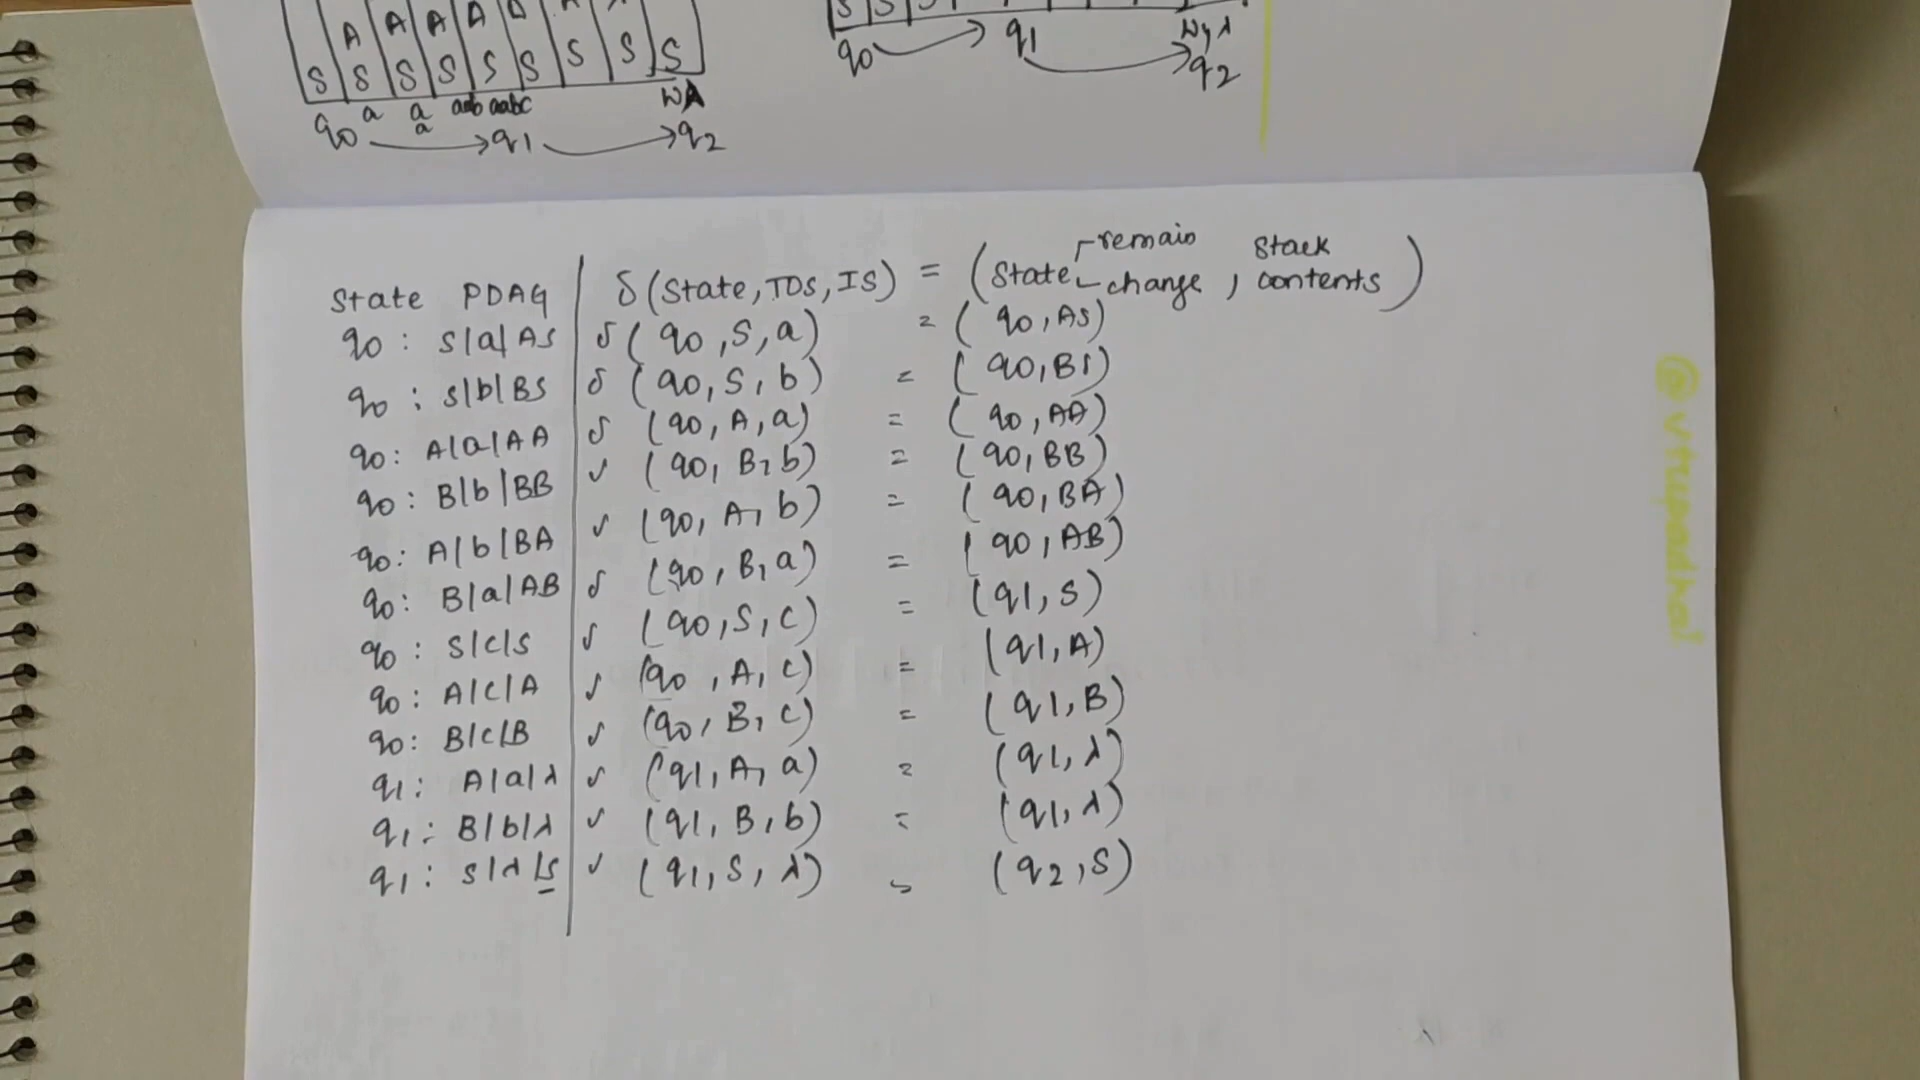 A A A A
S S S S S S S S S
a a aab aabc
a
q0 q1 q2
S S
q0 q1 q2
State PDAG δ(State, TOS, IS) = (State remain change, Stack contents)
q0 : S|a|AS δ(q0, S, a) = (q0, AS)
q0 : S|b|BS δ(q0, S, b) = (q0, BS)
q0: A|a|AA δ(q0, A, a) = (q0, AA)
q0: B|b|BB δ(q0, B, b) = (q0, BB)
q0: A|b|BA δ(q0, A, b) = (q0, BA)
q0: B|a|AB δ(q0, B, a) = (q0, AB)
q0 : S|c|S δ(q0, S, c) = (q1, S)
q0: A|c|A δ(q0, A, c) = (q1, A)
q0: B|c|B δ(q0, B, c) = (q1, B)
q1: A|a|λ δ(q1, A, a) = (q1, λ)
q1: B|b|λ δ(q1, B, b) = (q1, λ)
q1: S|λ|S δ(q1, S, λ) = (q2, S)